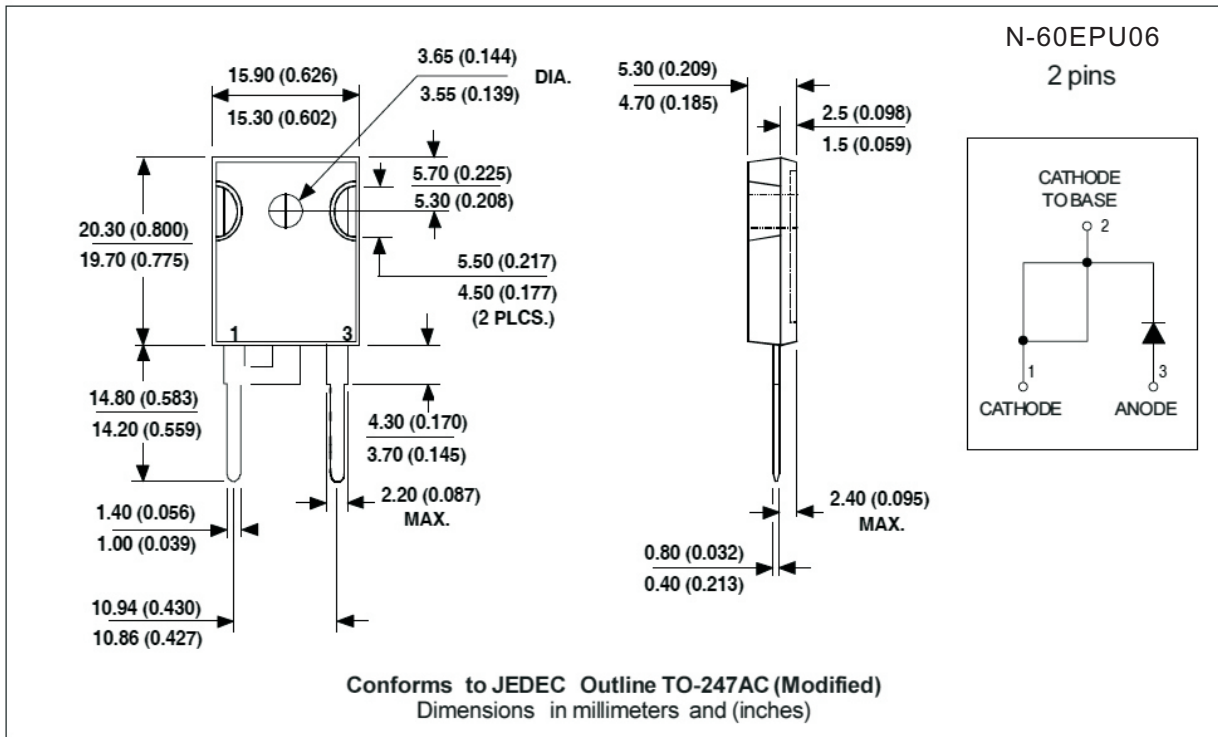 N-60EPU06
2 pins
3.65 (0.144)
3.55 (0.139)
DIA.
15.90 (0.626)
15.30 (0.602)
5.30 (0.209)
4.70 (0.185)
2.5 (0.098)
1.5 (0.059)
5.70 (0.225)
5.30 (0.208)
20.30 (0.800)
19.70 (0.775)
5.50 (0.217)
4.50 (0.177)
(2 PLCS.)
1
3
14.80 (0.583)
14.20 (0.559)
4.30 (0.170)
3.70 (0.145)
2.20 (0.087)
MAX.
1.40 (0.056)
1.00 (0.039)
10.94 (0.430)
10.86 (0.427)
2.40 (0.095)
MAX.
0.80 (0.032)
0.40 (0.213)
CATHODE
TO BASE
2
1
3
CATHODE
ANODE
Conforms to JEDEC Outline TO-247AC (Modified)
Dimensions in millimeters and (inches)